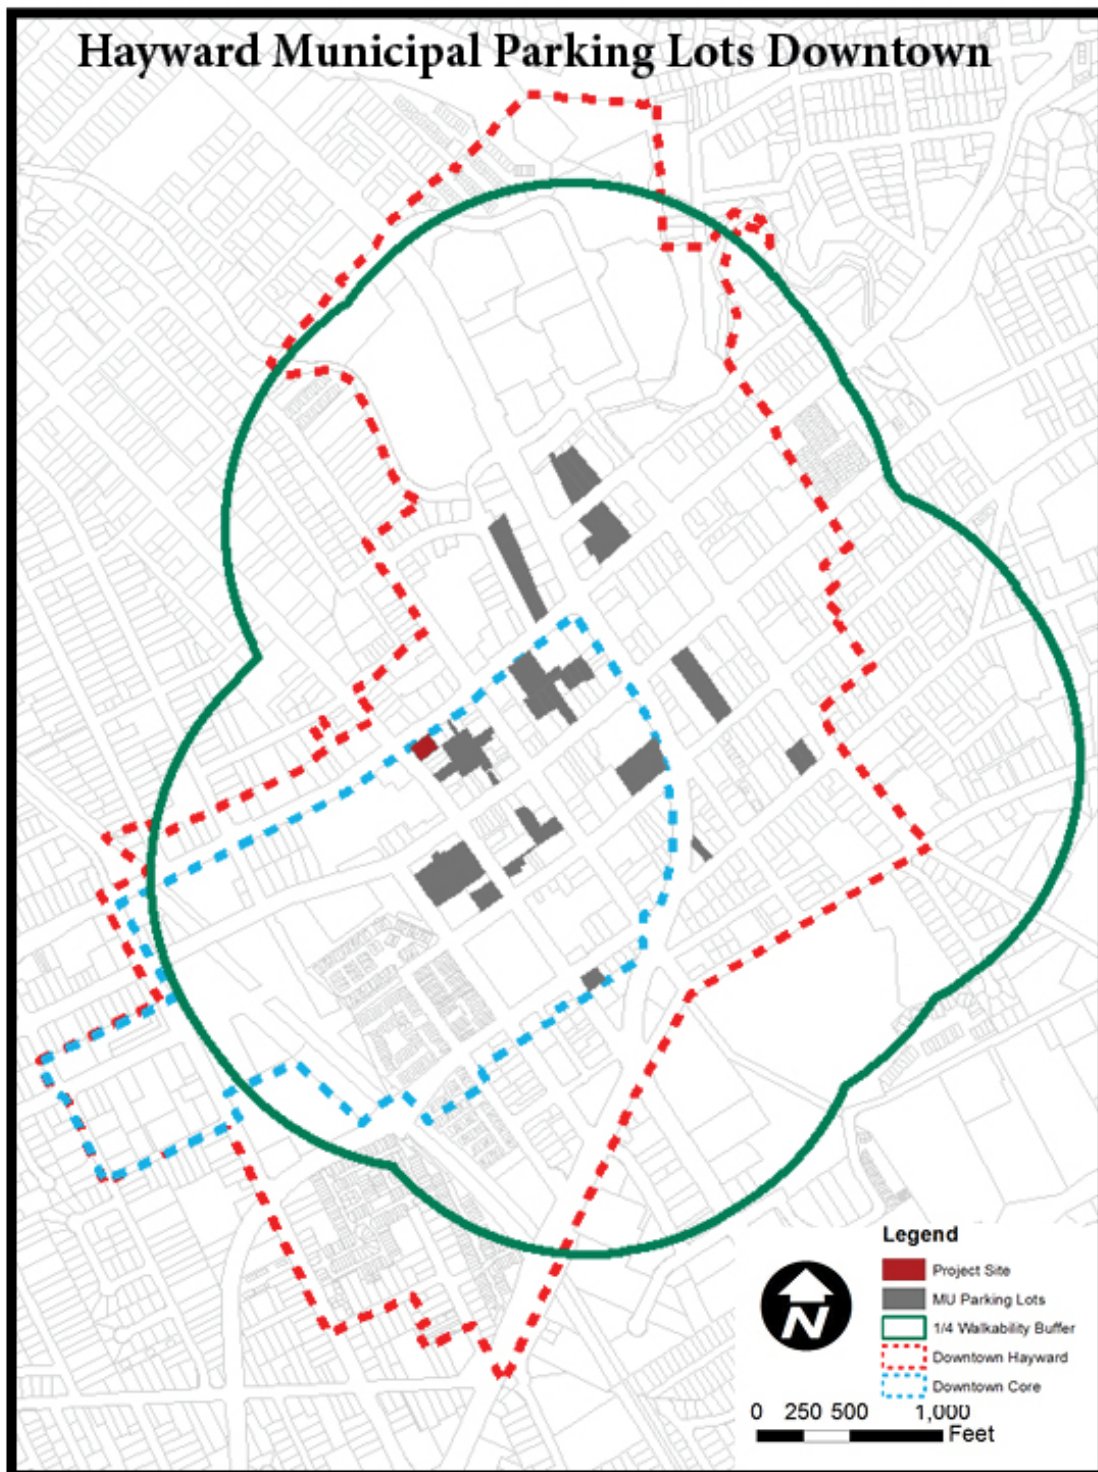 Hayward Municipal Parking Lots Downtown
Legend
Project Site
MU Parking Lots
1/4 Walkability Buffer
Downtown Hayward
Downtown Core
N
0 250 500 1,000
Feet